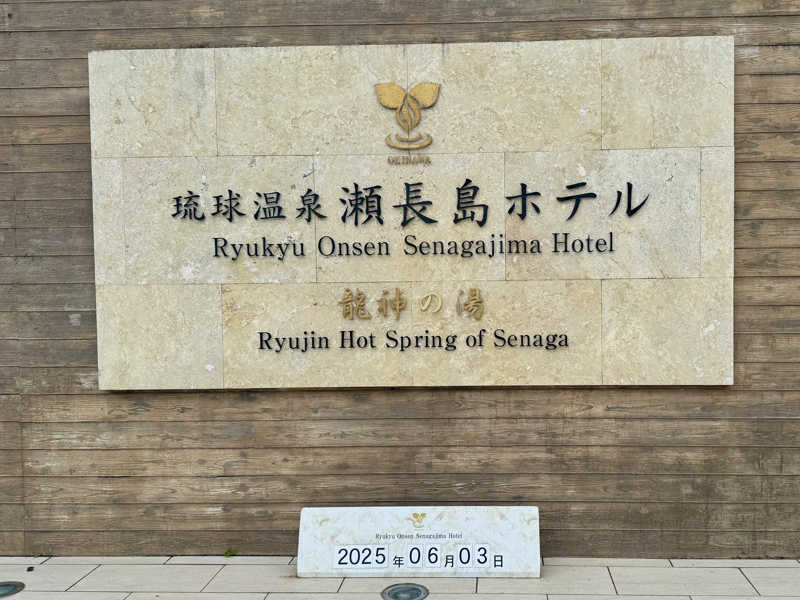 OKINAWA
琉球温泉 瀬長島ホテル
Ryukyu Onsen Senagajima Hotel
龍神の湯
Ryujin Hot Spring of Senaga
Ryukyu Onsen Senagajima Hotel
2025年06月03日